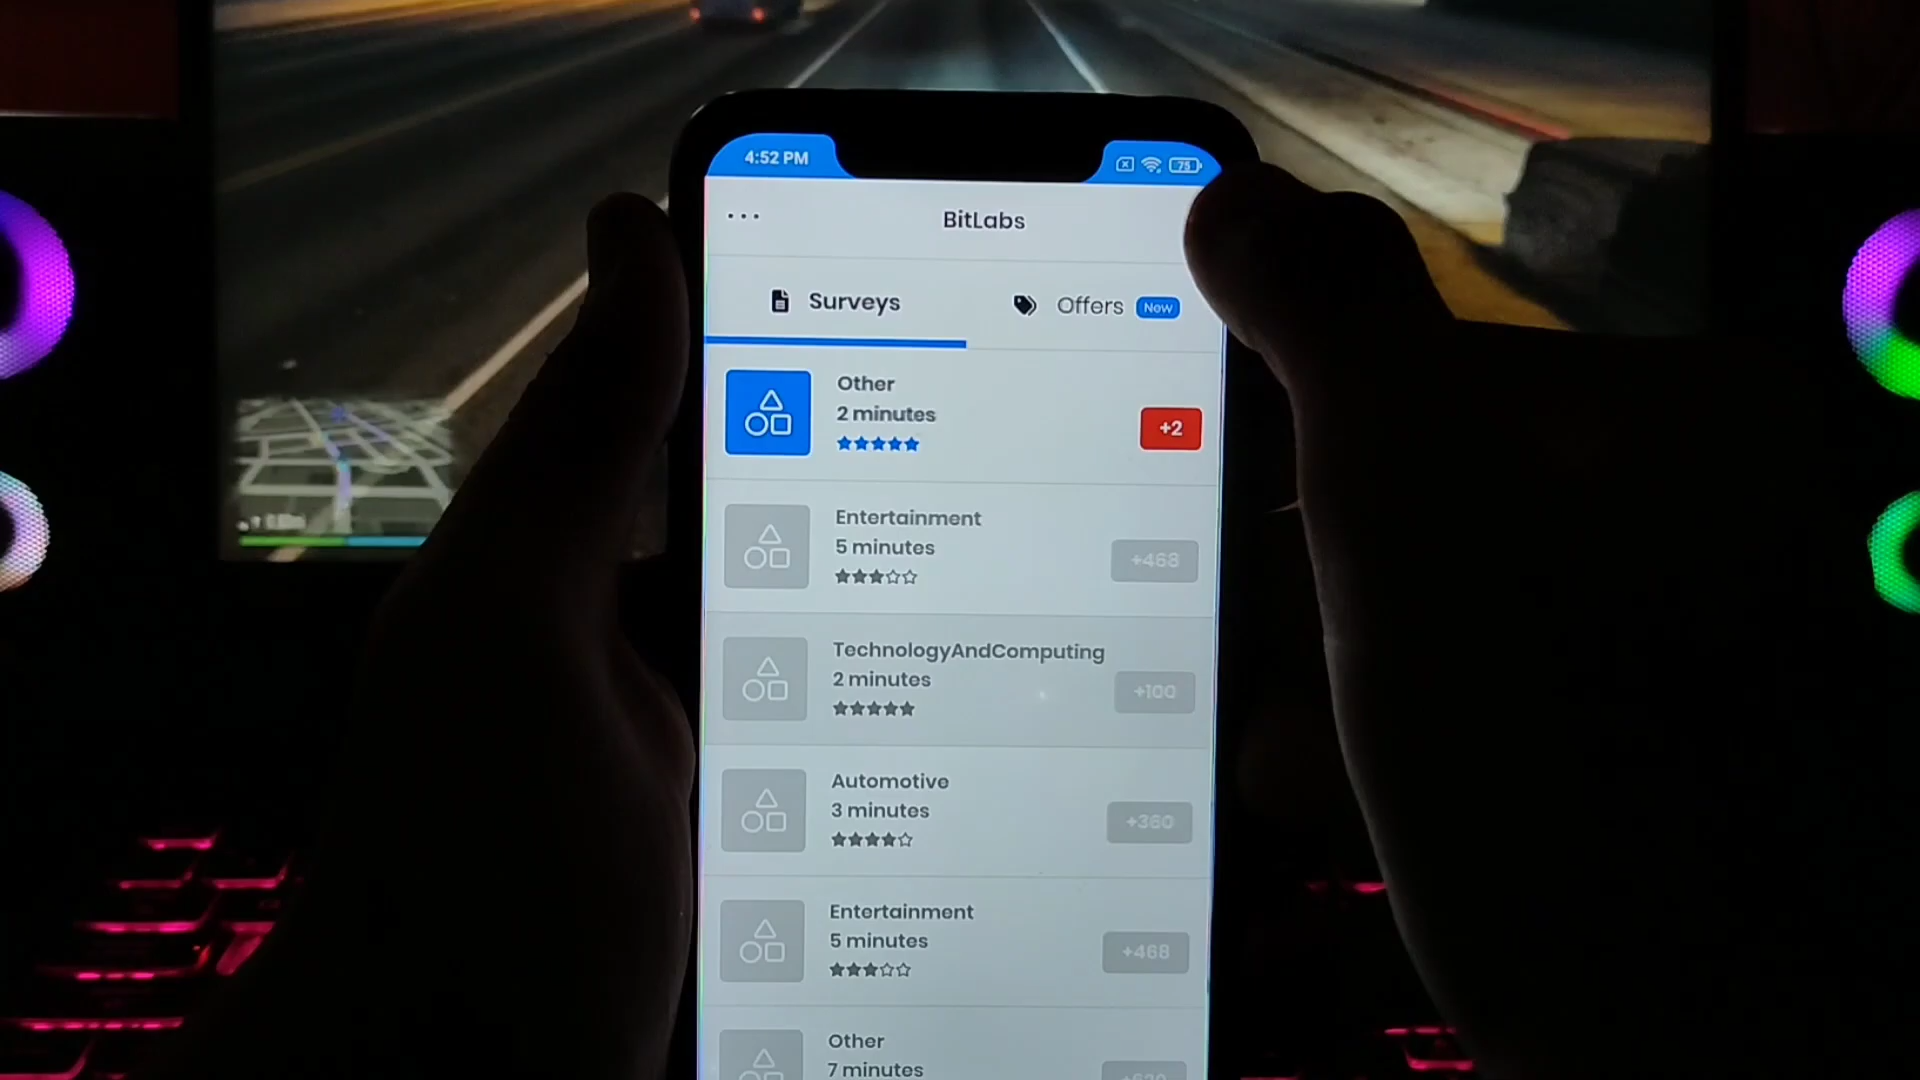 4:52 PM
75
...
BitLabs
Surveys
Offers New
Other
2 minutes
+2
Entertainment
5 minutes
+468
TechnologyAndComputing
2 minutes
+100
Automotive
3 minutes
+360
Entertainment
5 minutes
+468
Other
7 minutes